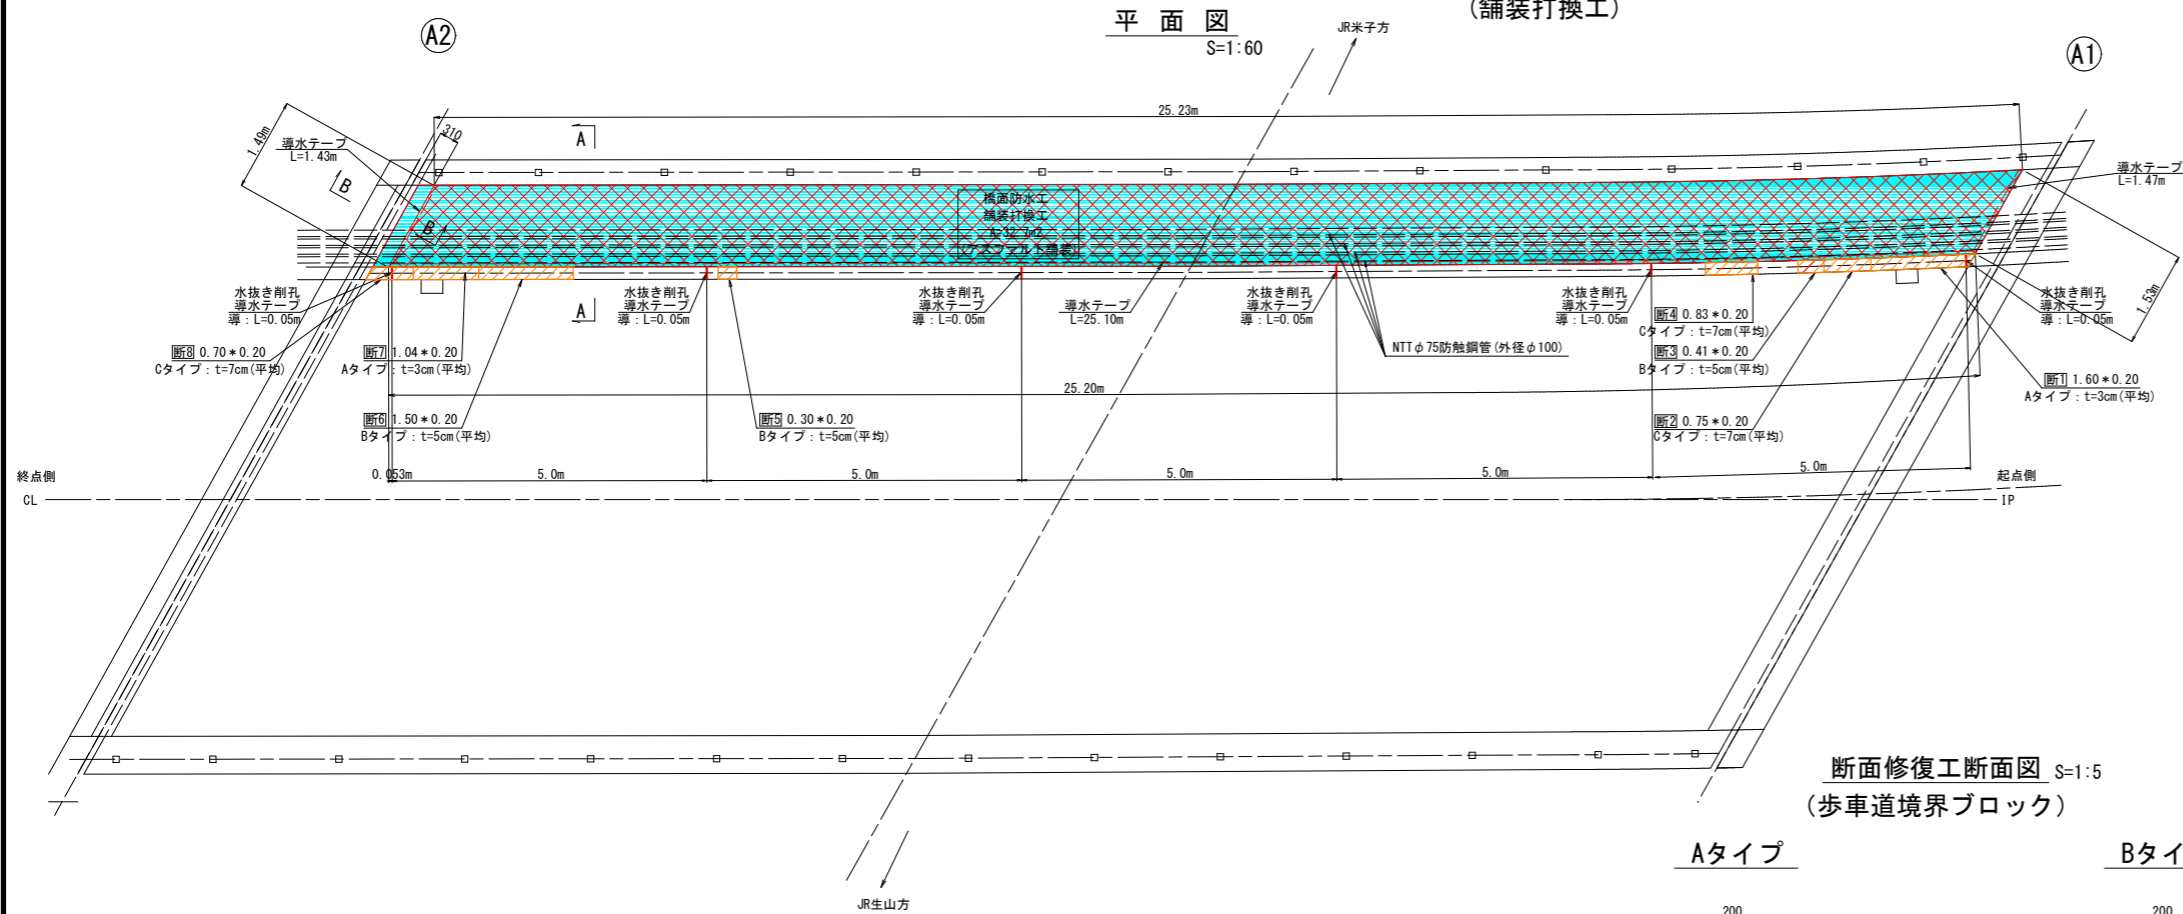 (舗装打換工)
平 面 図
S=1:60
A2
A1
JR米子方
25.23m
1.49m
310
導水テープ
L=1.43m
A
B
B
導水テープ
L=1.47m
橋面防水工
舗装打換工
A=32.7m2
(アスファルト舗装)
水抜き削孔
導水テープ
導：L=0.05m
A
水抜き削孔
導水テープ
導：L=0.05m
水抜き削孔
導水テープ
導：L=0.05m
導水テープ
L=25.10m
水抜き削孔
導水テープ
導：L=0.05m
水抜き削孔
導水テープ
導：L=0.05m
水抜き削孔
導水テープ
導：L=0.05m
1.53m
断8 0.70*0.20
Cタイプ：t=7cm(平均)
断7 1.04*0.20
Aタイプ：t=3cm(平均)
NTTφ75防触鋼管(外径φ100)
断4 0.83*0.20
Cタイプ：t=7cm(平均)
断3 0.41*0.20
Bタイプ：t=5cm(平均)
断1 1.60*0.20
Aタイプ：t=3cm(平均)
25.20m
断6 1.50*0.20
Bタイプ：t=5cm(平均)
断5 0.30*0.20
Bタイプ：t=5cm(平均)
断2 0.75*0.20
Cタイプ：t=7cm(平均)
0.053m
5.0m
5.0m
5.0m
5.0m
5.0m
終点側
CL
起点側
IP
断面修復工断面図 S=1:5
(歩車道境界ブロック)
Aタイプ
Bタイ
200
200
JR生山方